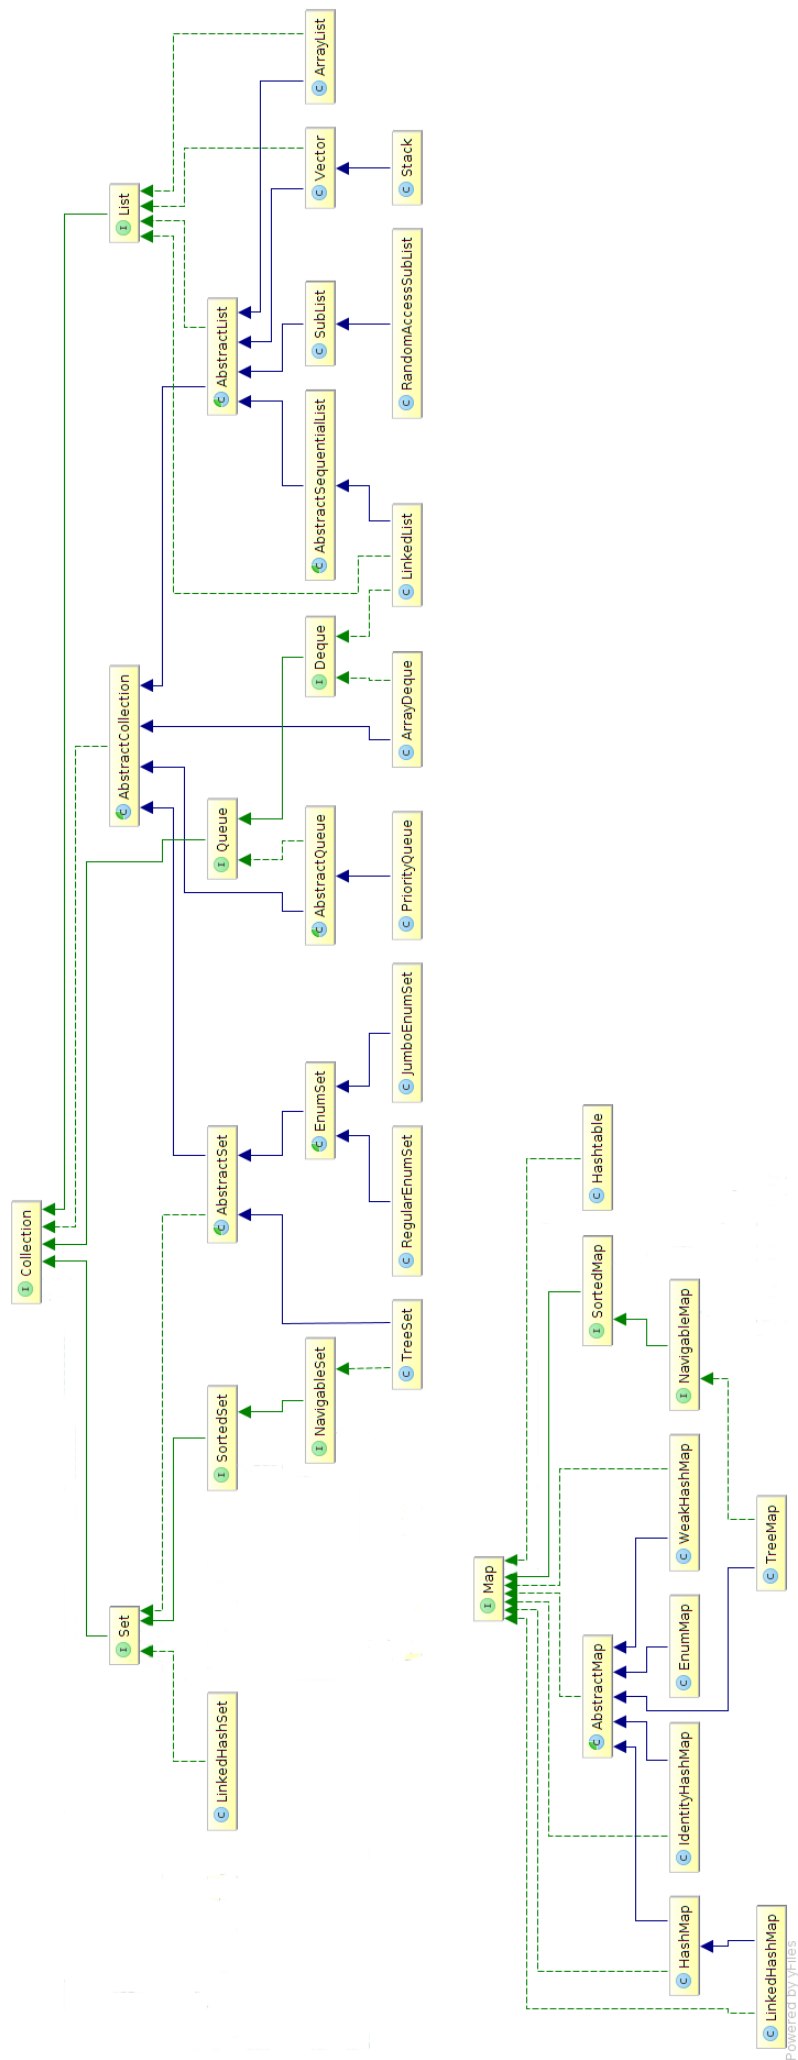 Collection
Set
AbstractCollection
List
LinkedHashSet
SortedSet
AbstractSet
Queue
AbstractList
NavigableSet
EnumSet
AbstractQueue
Deque
AbstractSequentialList
SubList
Vector
ArrayList
TreeSet
RegularEnumSet
JumboEnumSet
PriorityQueue
ArrayDeque
LinkedList
RandomAccessSubList
Stack
Map
AbstractMap
SortedMap
Hashtable
HashMap
IdentityHashMap
EnumMap
WeakHashMap
NavigableMap
LinkedHashMap
TreeMap
Powered by yFiles